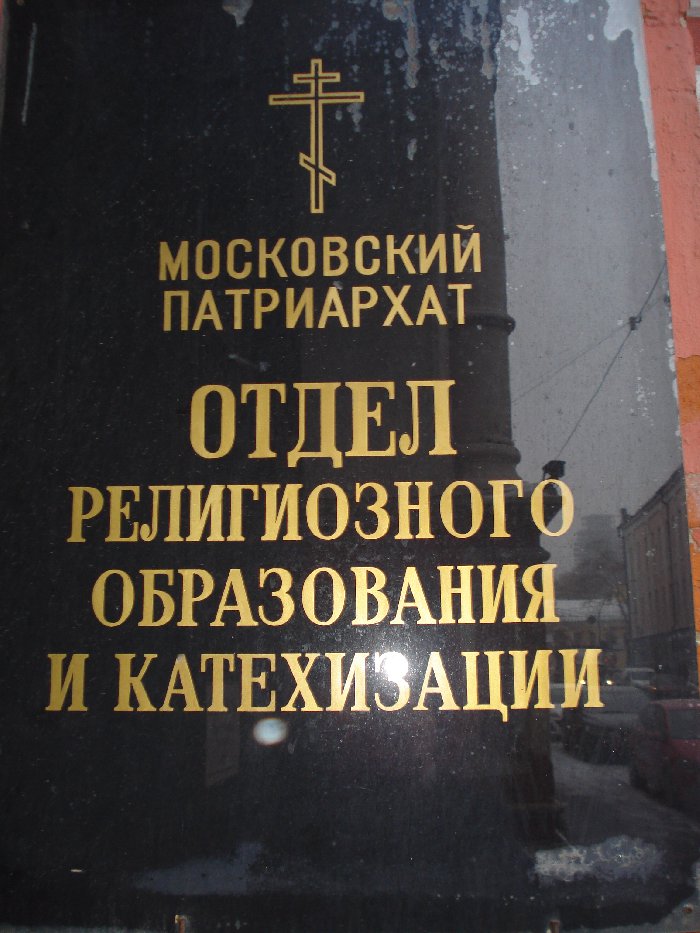 МОСКОВСКИЙ
ПАТРИАРХАТ
ОТДЕЛ
РЕЛИГИОЗНОГО
ОБРАЗОВАНИЯ
И КАТЕХИЗАЦИИ